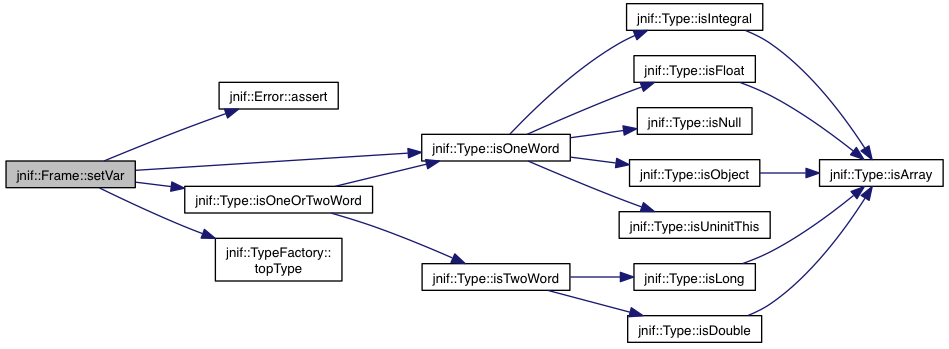 jnif::Frame::setVar
jnif::Error::assert
jnif::Type::isOneOrTwoWord
jnif::TypeFactory::
topType
jnif::Type::isOneWord
jnif::Type::isTwoWord
jnif::Type::isIntegral
jnif::Type::isFloat
jnif::Type::isNull
jnif::Type::isObject
jnif::Type::isUninitThis
jnif::Type::isLong
jnif::Type::isDouble
jnif::Type::isArray